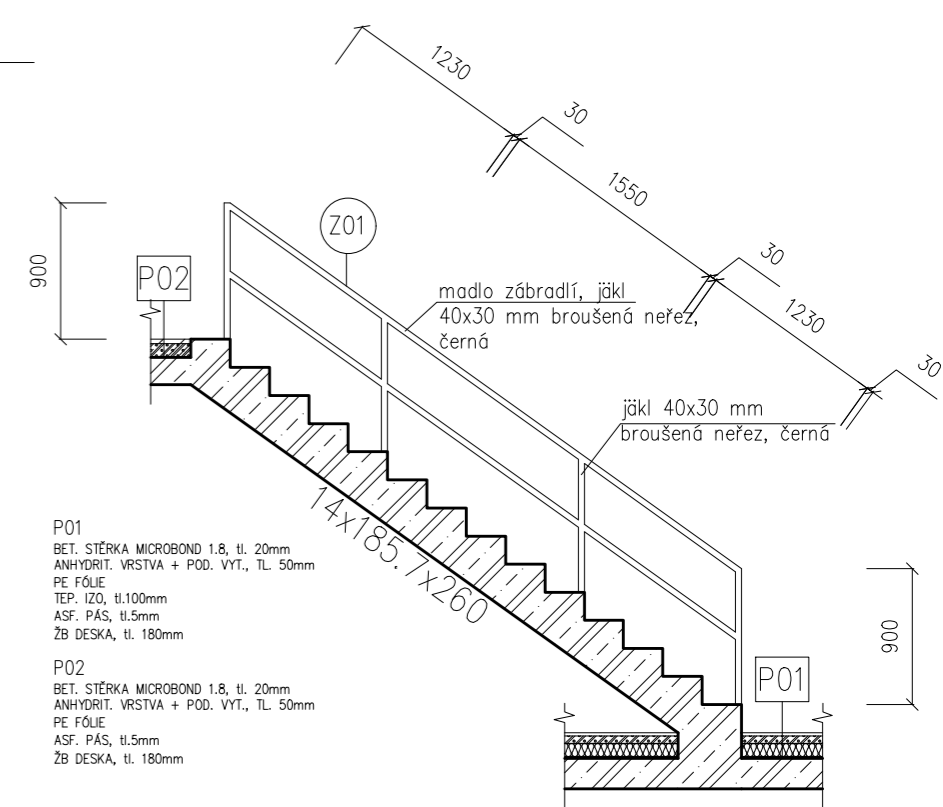 1230
30
1550
30
1230
30
900
P02
Z01
madlo zábradlí, jäkl
40x30 mm broušená neřez,
černá
jäkl 40x30 mm
broušená neřez, černá
14x185.7x260
P01
BET. STĚRKA MICROBOND 1.8, tl. 20mm
ANHYDRIT. VRSTVA + POD. VYT., TL. 50mm
PE FÓLIE
TEP. IZO, tl.100mm
ASF. PÁS, tl.5mm
ŽB DESKA, tl. 180mm
P02
BET. STĚRKA MICROBOND 1.8, tl. 20mm
ANHYDRIT. VRSTVA + POD. VYT., TL. 50mm
PE FÓLIE
ASF. PÁS, tl.5mm
ŽB DESKA, tl. 180mm
900
P01